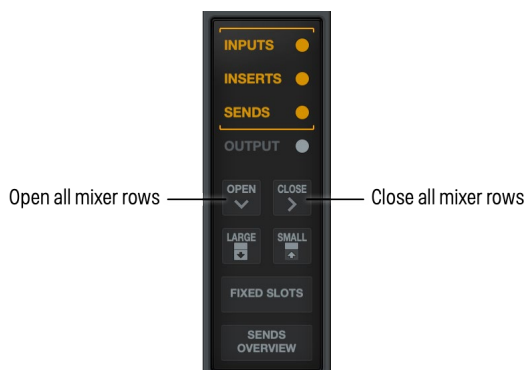 INPUTS
INSERTS
SENDS
OUTPUT
Open all mixer rows
OPEN
CLOSE
Close all mixer rows
LARGE
SMALL
FIXED SLOTS
SENDS
OVERVIEW